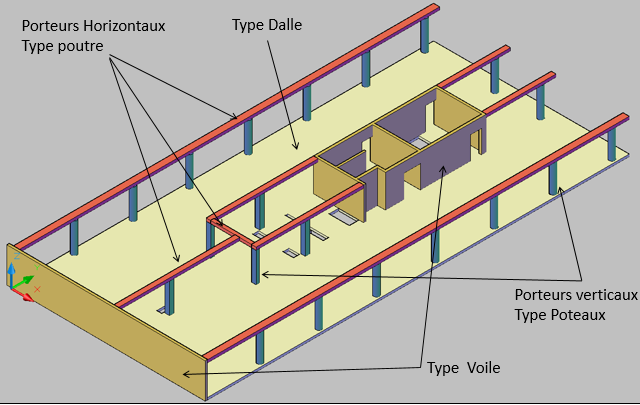 Porteurs Horizontaux
Type poutre
Type Dalle
Porteurs verticaux
Type Poteaux
Type Voile
Z
X